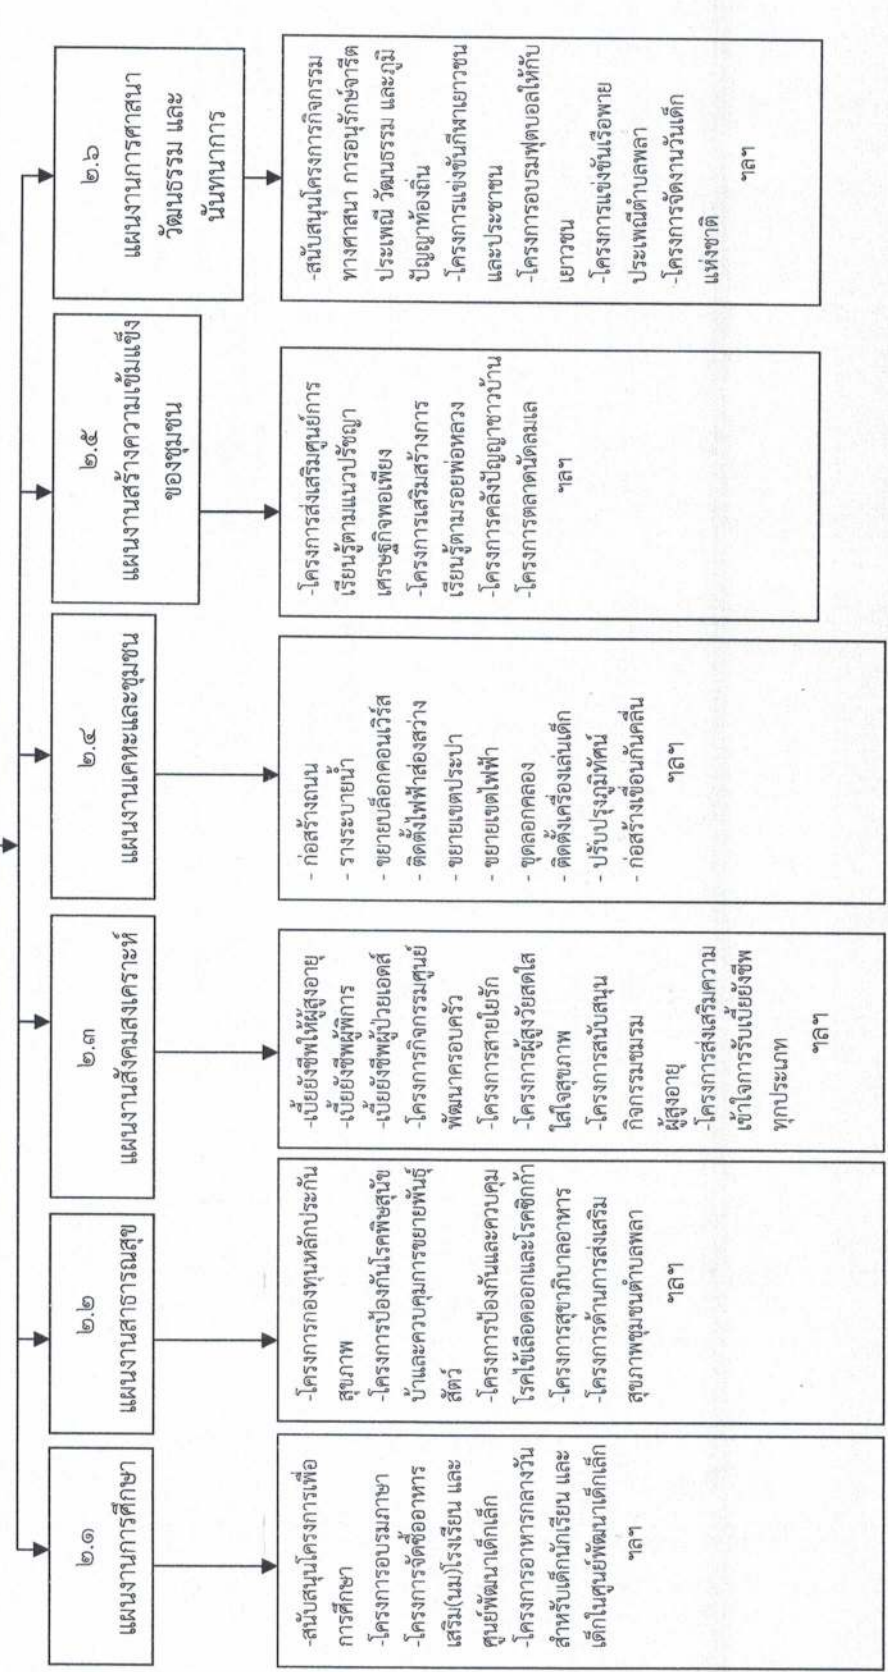 ๒.๑
แผนงานการศึกษา
-สนับสนุนโครงการเพื่อ
การศึกษา
-โครงการอบรมภาษา
-โครงการจัดซื้ออาหาร
เสริม(นม)โรงเรียน และ
ศูนย์พัฒนาเด็กเล็ก
-โครงการอาหารกลางวัน
สำหรับเด็กนักเรียน และ
เด็กในศูนย์พัฒนาเด็กเล็ก
ฯลฯ
๒.๒
แผนงานสาธารณสุข
-โครงการกองทุนหลักประกัน
สุขภาพ
-โครงการป้องกันโรคพิษสุนัข
บ้าและควบคุมการขยายพันธุ์
สัตว์
-โครงการป้องกันและควบคุม
โรคไข้เลือดออกและโรคชิกก้า
-โครงการสุขาภิบาลอาหาร
-โครงการด้านการส่งเสริม
สุขภาพชุมชนตำบลพลา
ฯลฯ
๒.๓
แผนงานสังคมสงเคราะห์
-เบี้ยยังชีพให้ผู้สูงอายุ
-เบี้ยยังชีพผู้พิการ
-เบี้ยยังชีพผู้ป่วยเอดส์
-โครงการกิจกรรมศูนย์
พัฒนาครอบครัว
-โครงการสายใยรัก
-โครงการผู้สูงวัยสดใส
ใส่ใจสุขภาพ
-โครงการสนับสนุน
กิจกรรมชมรม
ผู้สูงอายุ
-โครงการส่งเสริมความ
เข้าใจการรับเบี้ยยังชีพ
ทุกประเภท
ฯลฯ
๒.๔
แผนงานเคหะและชุมชน
- ก่อสร้างถนน
- รางระบายน้ำ
- ขยายบล็อกคอนเวิร์ส
- ติดตั้งไฟฟ้าส่องสว่าง
- ขยายเขตประปา
- ขยายเขตไฟฟ้า
- ขุดลอกคลอง
- ติดตั้งเครื่องเล่นเด็ก
- ปรับปรุงภูมิทัศน์
- ก่อสร้างเขื่อนกันคลื่น
ฯลฯ
๒.๕
แผนงานสร้างความเข้มแข็ง
ของชุมชน
-โครงการส่งเสริมศูนย์การ
เรียนรู้ตามแนวปรัชญา
เศรษฐกิจพอเพียง
-โครงการเสริมสร้างการ
เรียนรู้ตามรอยพ่อหลวง
-โครงการคลังปัญญาชาวบ้าน
-โครงการตลาดนัดลมเล
ฯลฯ
๒.๖
แผนงานการศาสนา
วัฒนธรรม และ
นันทนาการ
-สนับสนุนโครงการกิจกรรม
ทางศาสนา การอนุรักษ์จารีต
ประเพณี วัฒนธรรม และภูมิ
ปัญญาท้องถิ่น
-โครงการแข่งขันกีฬาเยาวชน
และประชาชน
-โครงการอบรมฟุตบอลให้กับ
เยาวชน
-โครงการแข่งขันเรือพาย
ประเพณีตำบลพลา
-โครงการจัดงานวันเด็ก
แห่งชาติ
ฯลฯ